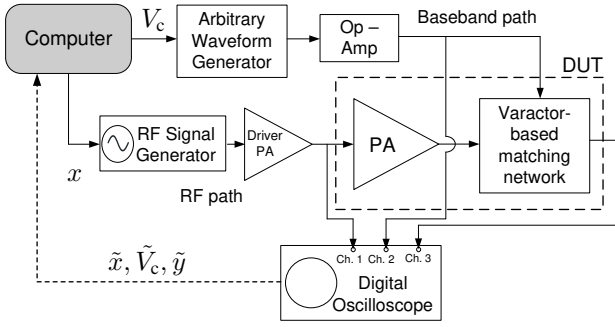 Computer
V_c
Arbitrary
Waveform
Generator
Op –
Amp
Baseband path
DUT
x
RF Signal
Generator
Driver
PA
RF path
PA
Varactor-
based
matching
network
Ch. 1
Ch. 2
Ch. 3
Digital
Oscilloscope
x̃, Ṽ_c, ỹ